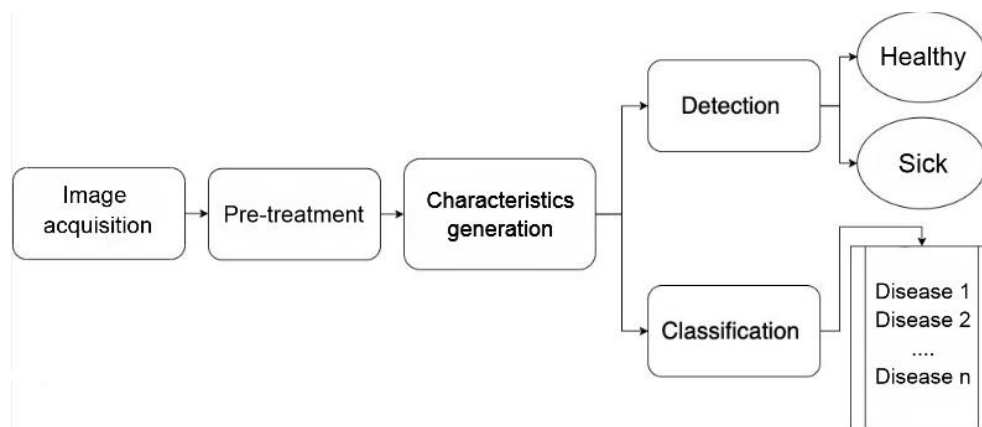 Image
acquisition
Pre-treatment
Characteristics
generation
Detection
Healthy
Sick
Classification
Disease 1
Disease 2
....
Disease n